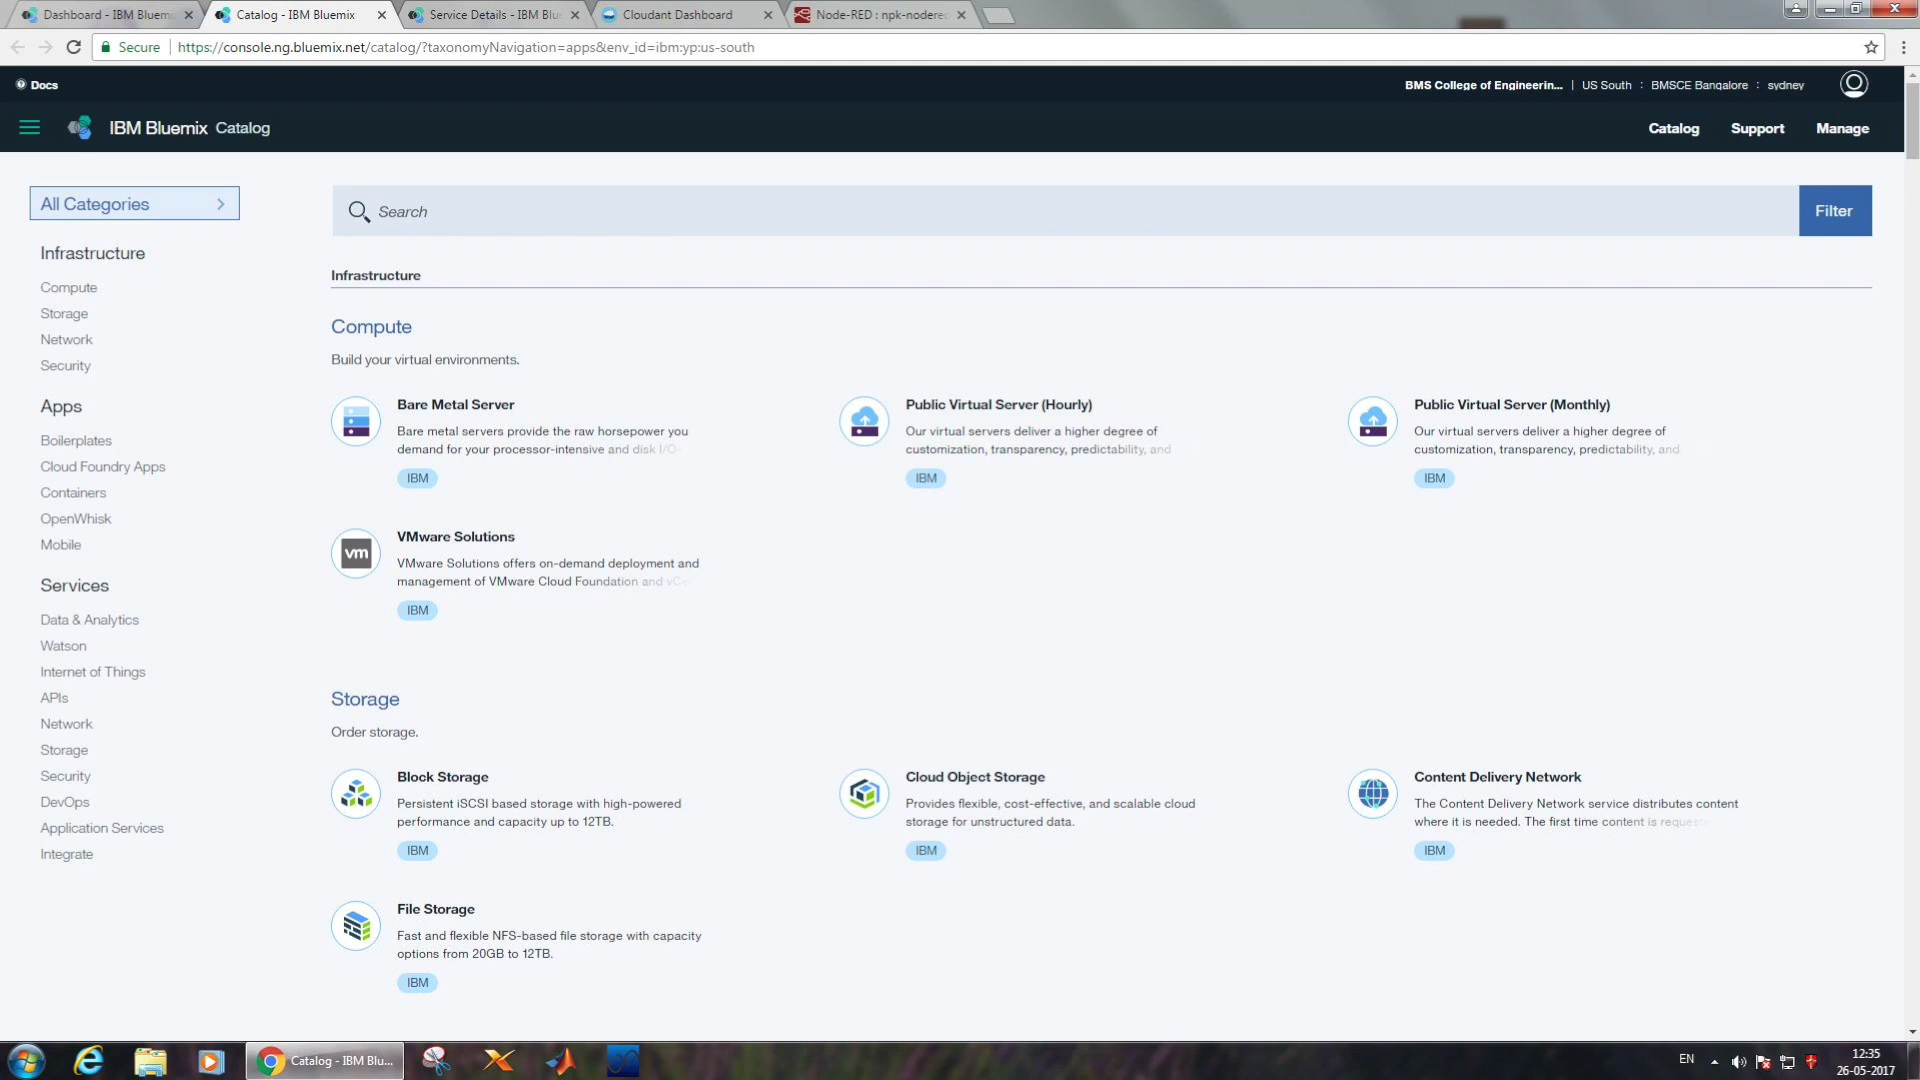 Dashboard - IBM Bluemi
Catalog - IBM Bluemix
Service Details - IBM Blu
Cloudant Dashboard
Node-RED : npk-nodered
Secure
https://console.ng.bluemix.net/catalog/?taxonomyNavigation=apps&env_id=ibm:yp:us-south
Docs
BMS College of Engineerin... | US South : BMSCE Bangalore : sydney
IBM Bluemix Catalog
Catalog Support Manage
All Categories
Infrastructure
Compute
Storage
Network
Security
Apps
Boilerplates
Cloud Foundry Apps
Containers
OpenWhisk
Mobile
Services
Data & Analytics
Watson
Internet of Things
APIs
Network
Storage
Security
DevOps
Application Services
Integrate
Search
Filter
Infrastructure
Compute
Build your virtual environments.
Bare Metal Server
Bare metal servers provide the raw horsepower you
demand for your processor-intensive and disk I/O-
IBM
Public Virtual Server (Hourly)
Our virtual servers deliver a higher degree of
customization, transparency, predictability, and
IBM
Public Virtual Server (Monthly)
Our virtual servers deliver a higher degree of
customization, transparency, predictability, and
IBM
vm
VMware Solutions
VMware Solutions offers on-demand deployment and
management of VMware Cloud Foundation and vCe
IBM
Storage
Order storage.
Block Storage
Persistent iSCSI based storage with high-powered
performance and capacity up to 12TB.
IBM
Cloud Object Storage
Provides flexible, cost-effective, and scalable cloud
storage for unstructured data.
IBM
Content Delivery Network
The Content Delivery Network service distributes content
where it is needed. The first time content is request
IBM
File Storage
Fast and flexible NFS-based file storage with capacity
options from 20GB to 12TB.
IBM
Catalog - IBM Blu...
EN
12:35
26-05-2017